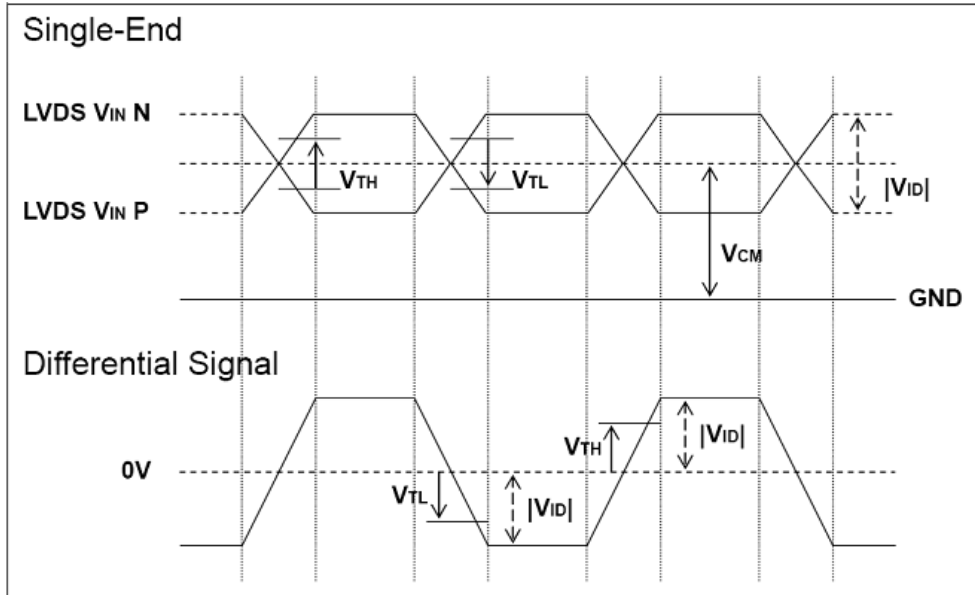 Single-End
LVDS VIN N
VTH
VTL
|VID|
LVDS VIN P
VCM
GND
Differential Signal
VTH
|VID|
0V
VTL
|VID|